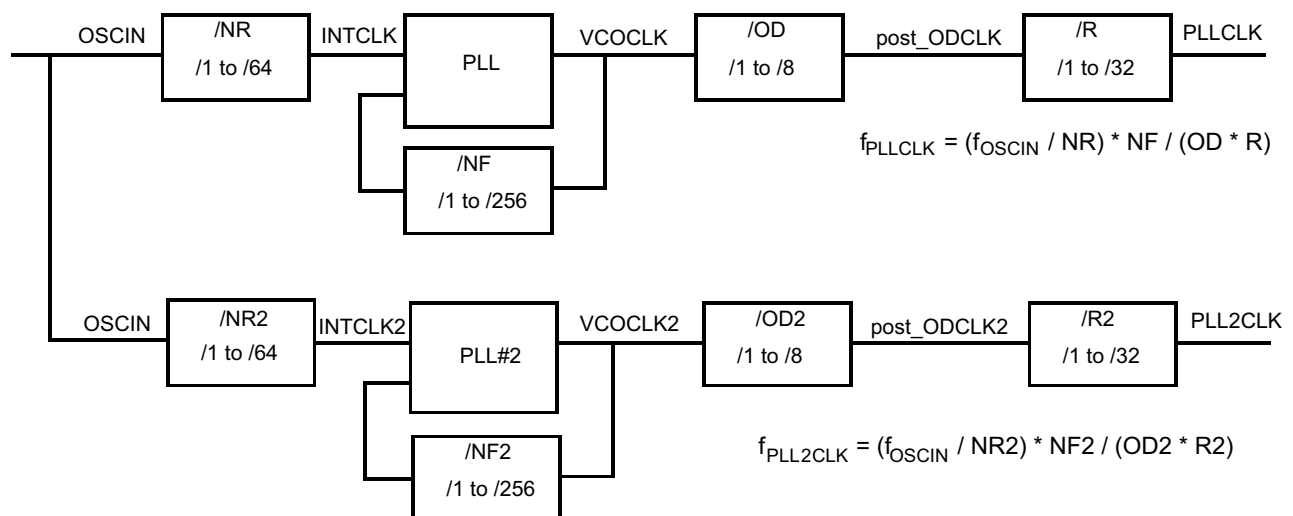 OSCIN
/NR
/1 to /64
INTCLK
PLL
VCOCLK
/OD
/1 to /8
post_ODCLK
/R
/1 to /32
PLLCLK
/NF
/1 to /256
fPLLCLK = (fOSCIN / NR) * NF / (OD * R)
OSCIN
/NR2
/1 to /64
INTCLK2
PLL#2
VCOCLK2
/OD2
/1 to /8
post_ODCLK2
/R2
/1 to /32
PLL2CLK
/NF2
/1 to /256
fPLL2CLK = (fOSCIN / NR2) * NF2 / (OD2 * R2)